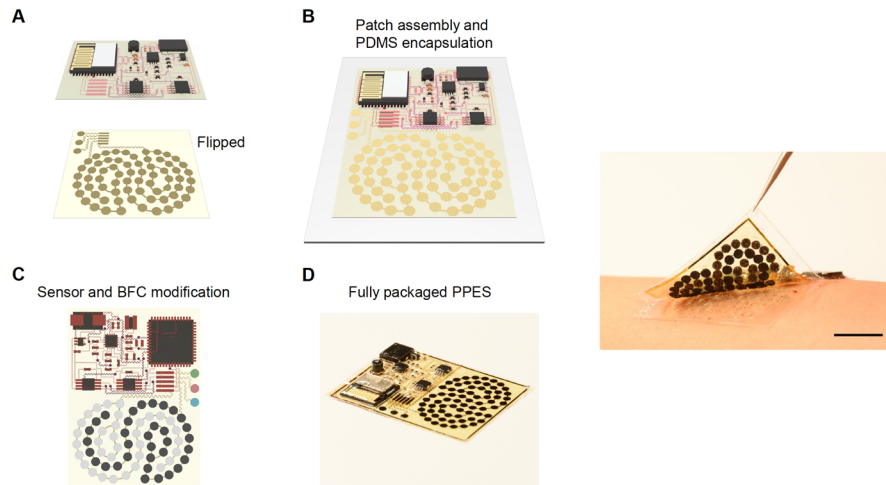 A
Flipped
B
Patch assembly and
PDMS encapsulation
C
Sensor and BFC modification
D
Fully packaged PPES